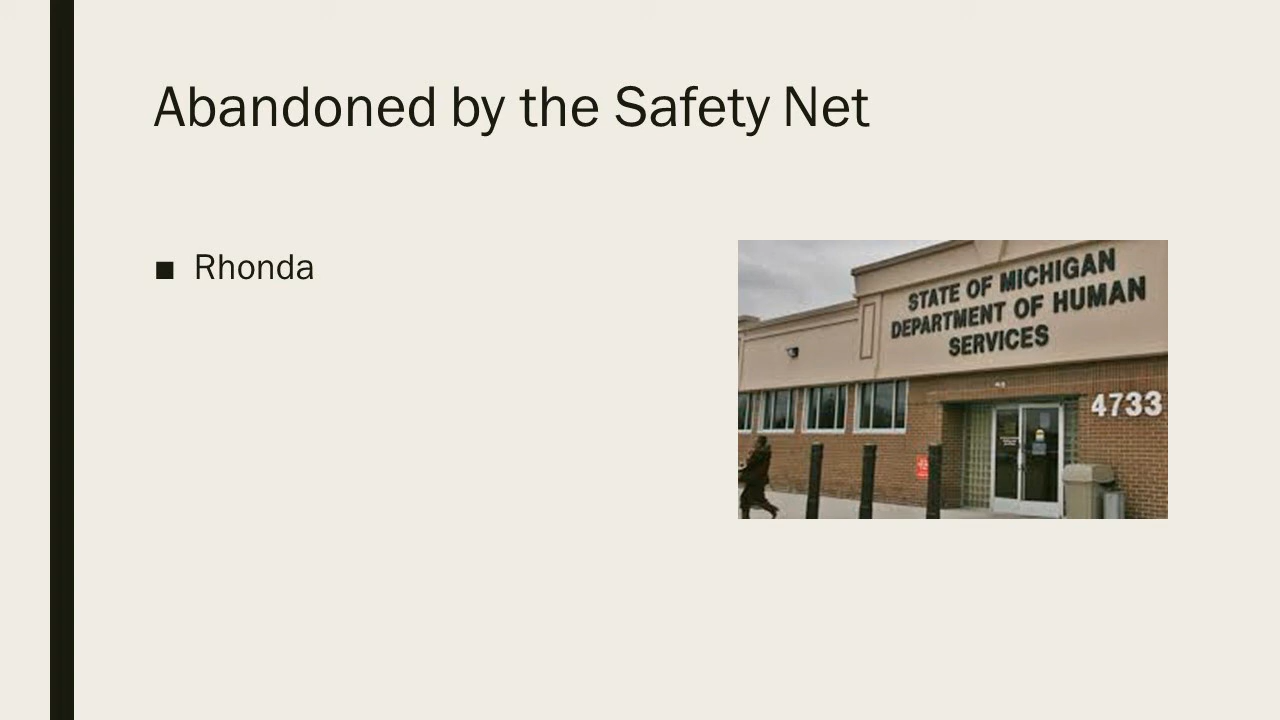 Abandoned by the Safety Net
■ Rhonda
STATE OF MICHIGAN
DEPARTMENT OF HUMAN
SERVICES
4733